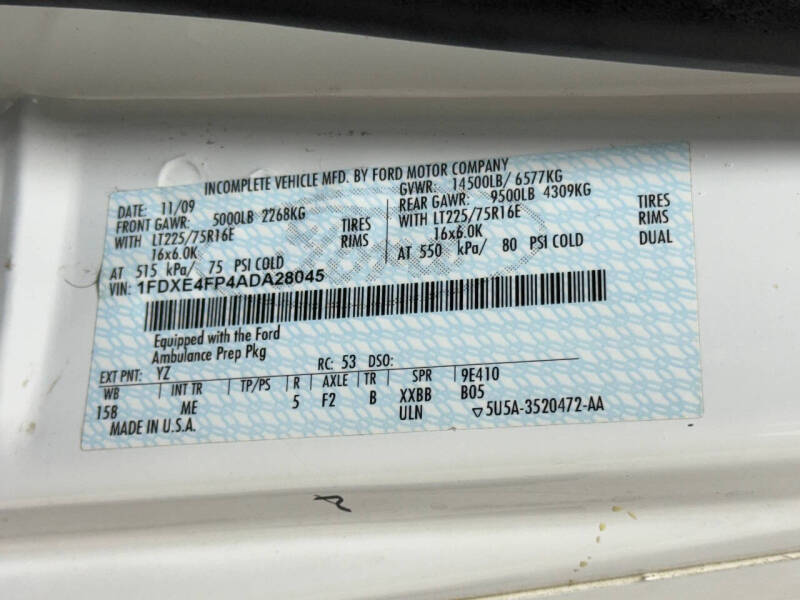 INCOMPLETE VEHICLE MFD. BY FORD MOTOR COMPANY
DATE: 11/09 GVWR: 14500LB/ 6577KG
FRONT GAWR: 5000LB 2268KG REAR GAWR: 9500LB 4309KG
WITH LT225/75R16E TIRES WITH LT225/75R16E TIRES
16x6.0K RIMS 16x6.0K RIMS
AT 515 kPa/ 75 PSI COLD AT 550 kPa/ 80 PSI COLD DUAL
VIN: 1FDXE4FP4ADA28045
Equipped with the Ford
Ambulance Prep Pkg
EXT PNT: YZ RC: 53 DSO:
WB INT TR TP/PS R AXLE TR SPR 9E410
158 ME 5 F2 B XXBB B05
MADE IN U.S.A. ULN ▽5U5A-3520472-AA